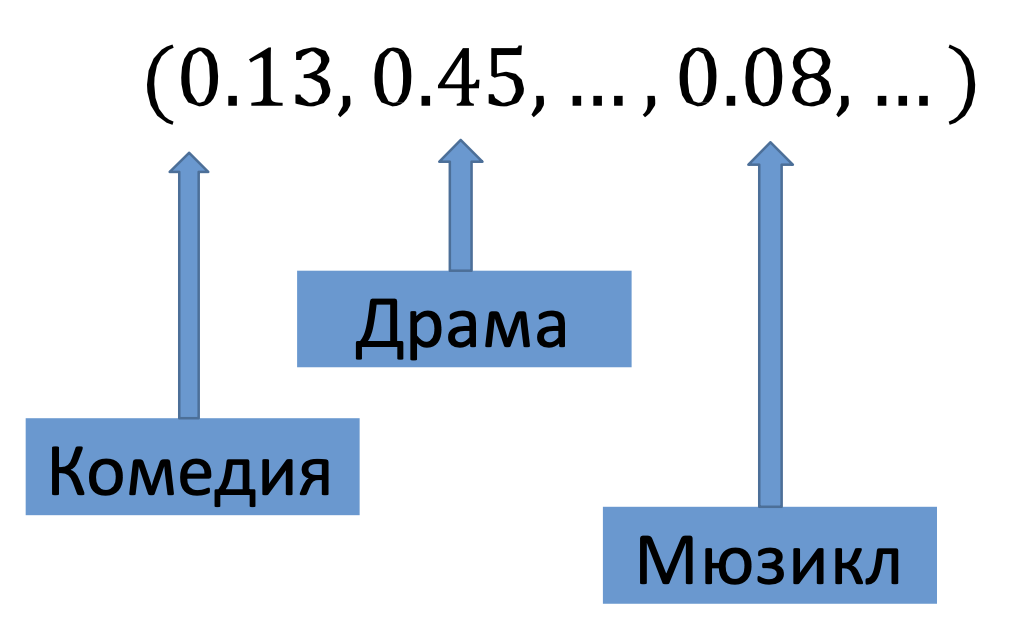 (0.13, 0.45, … , 0.08, … )
Драма
Комедия
Мюзикл